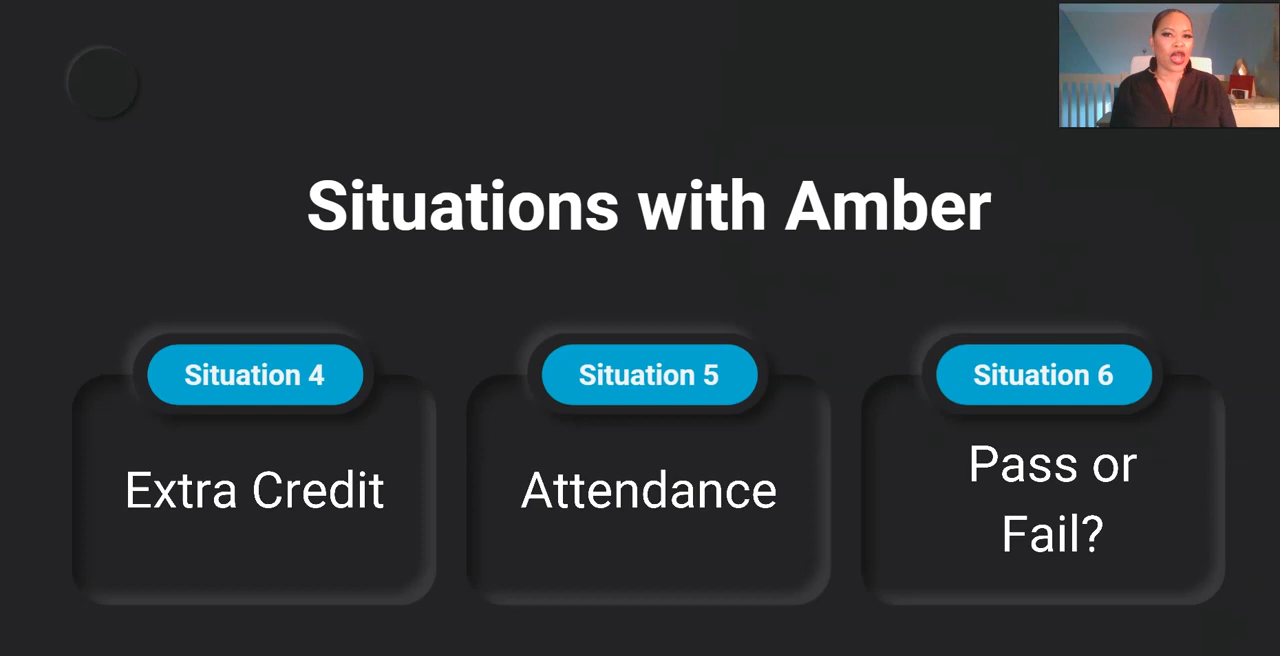 Situations with Amber
Situation 4
Extra Credit
Situation 5
Attendance
Situation 6
Pass or
Fail?